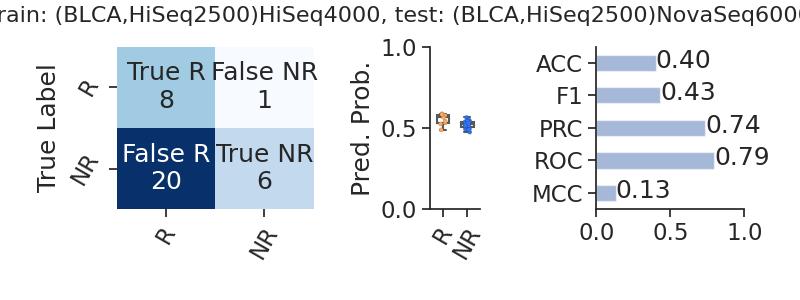 rain: (BLCA,HiSeq2500)HiSeq4000, test: (BLCA,HiSeq2500)NovaSeq600
True Label
R
NR
True R
8
False NR
1
False R
20
True NR
6
R
NR
Pred. Prob.
1.0
0.5
0.0
R
NR
ACC
F1
PRC
ROC
MCC
0.40
0.43
0.74
0.79
0.13
0.0
0.5
1.0